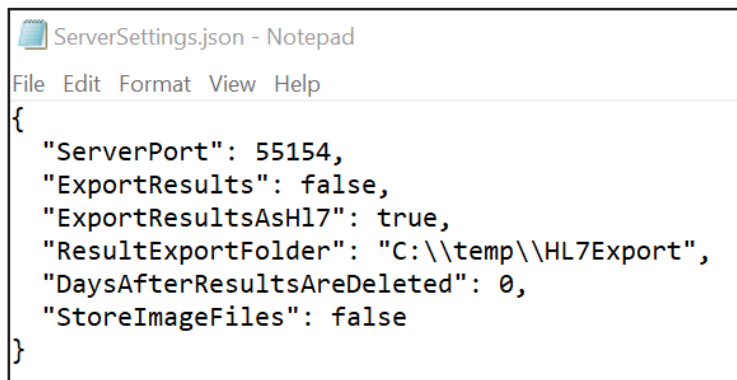 ServerSettings.json - Notepad
File Edit Format View Help
{
  "ServerPort": 55154,
  "ExportResults": false,
  "ExportResultsAsHl7": true,
  "ResultExportFolder": "C:\\temp\\HL7Export",
  "DaysAfterResultsAreDeleted": 0,
  "StoreImageFiles": false
}